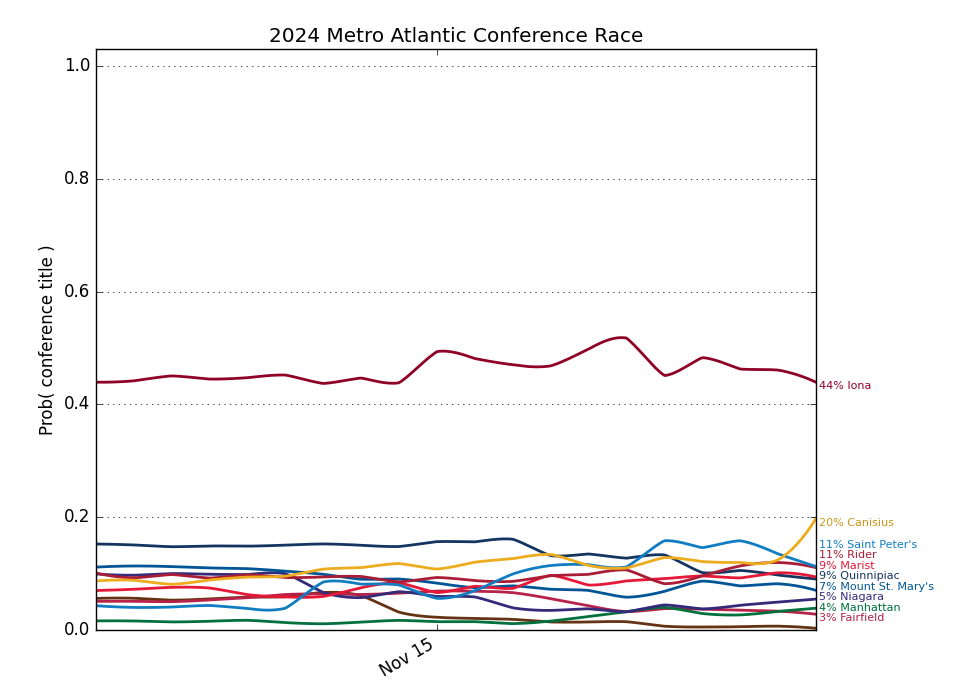 2024 Metro Atlantic Conference Race
1.0
0.8
0.6
0.4
0.2
0.0
Prob( conference title )
Nov 15
44% Iona
20% Canisius
11% Saint Peter's
11% Rider
9% Marist
9% Quinnipiac
7% Mount St. Mary's
5% Niagara
4% Manhattan
3% Fairfield